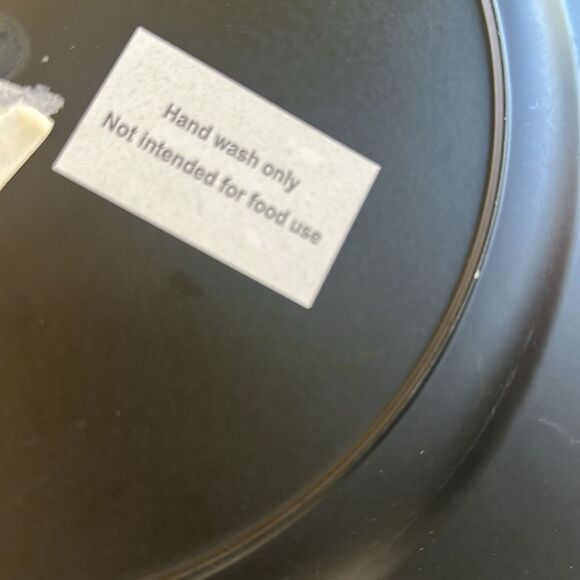 Hand wash only
Not intended for food use